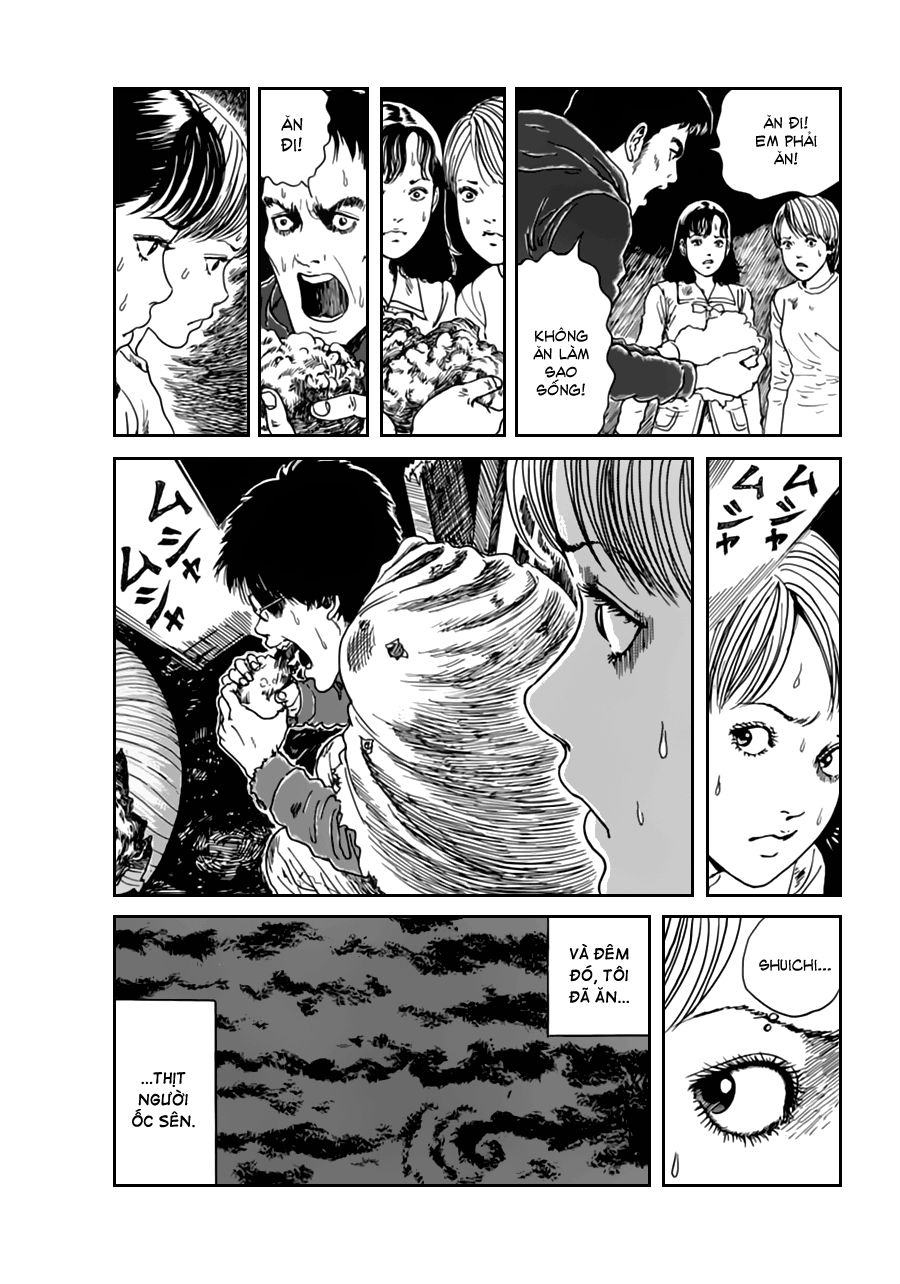 ĂN ĐI!
EM PHẢI
ĂN!
KHÔNG
ĂN LÀM
SAO
SỐNG!
ĂN
ĐI!
ムシャ
ムシャ
ムシャ
ムシャ
SHUICHI...
VÀ ĐÊM
ĐÓ, TÔI
ĐÃ ĂN...
...THỊT
NGƯỜI
ỐC SÊN.